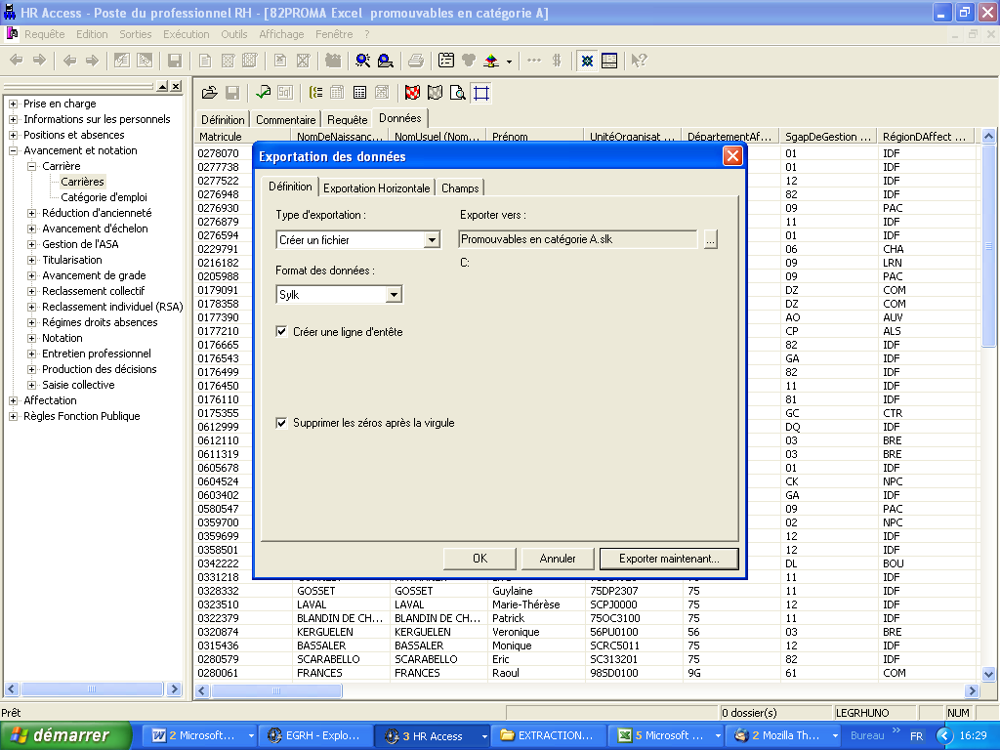 HR Access - Poste du professionnel RH - [82PROMA Excel promouvables en catégorie A]
Requête Edition Sorties Exécution Outils Affichage Fenêtre ?
Prise en charge
Informations sur les personnels
Positions et absences
Avancement et notation
Carrière
Carrières
Catégorie d'emploi
Réduction d'ancienneté
Avancement d'échelon
Gestion de l'ASA
Titularisation
Avancement de grade
Reclassement collectif
Reclassement individuel (RSA)
Régimes droits absences
Notation
Entretien professionnel
Production des décisions
Saisie collective
Affectation
Règles Fonction Publique
Définition Commentaire Requête Données
Matricule NomDeNaissanc... NomUsuel (Nom... Prénom UnitéOrganisat ... DépartementAf... SgapDeGestion ... RégionDAffect ...
0278070 01 IDF
0277738 01 IDF
0277522 12 IDF
0276948 82 IDF
0276930 09 PAC
0276879 11 IDF
0276594 01 IDF
0229791 06 CHA
0216182 09 LRN
0205988 09 PAC
0179091 DZ COM
0178358 DZ COM
0177390 AO AUV
0177210 CP ALS
0176665 82 IDF
0176543 GA IDF
0176499 82 IDF
0176450 11 IDF
0176110 81 IDF
0175355 GC CTR
0612999 DQ IDF
0612110 03 BRE
0611319 03 BRE
0605678 01 IDF
0604524 CK NPC
0603402 GA IDF
0580547 09 PAC
0359700 02 NPC
0359699 12 IDF
0358501 12 IDF
0342222 DL BOU
0331218 11 IDF
0328332 GOSSET GOSSET Guylaine 75DP2307 75 11 IDF
0323510 LAVAL LAVAL Marie-Thérèse SCPJ0000 75 12 IDF
0322379 BLANDIN DE CH... BLANDIN DE CH... Patrick 75OC3100 75 11 IDF
0320874 KERGUELEN KERGUELEN Veronique 56PU0100 56 03 BRE
0315436 BASSALER BASSALER Monique SCRC5011 75 12 IDF
0280579 SCARABELLO SCARABELLO Eric SC313201 75 82 IDF
0280061 FRANCES FRANCES Raoul 98SD0100 9G 61 COM
Exportation des données
Définition Exportation Horizontale Champs
Type d'exportation :
Exporter vers :
Créer un fichier
Promouvables en catégorie A.slk
...
C:
Format des données :
Sylk
Créer une ligne d'entête
Supprimer les zéros après la virgule
OK Annuler Exporter maintenant...
Prêt 0 dossier(s) LEGRHUNO NUM
démarrer 2 Microsoft... EGRH - Explo... 3 HR Access EXTRACTION... 5 Microsoft ... 2 Mozilla Th... Bureau » FR 16:29